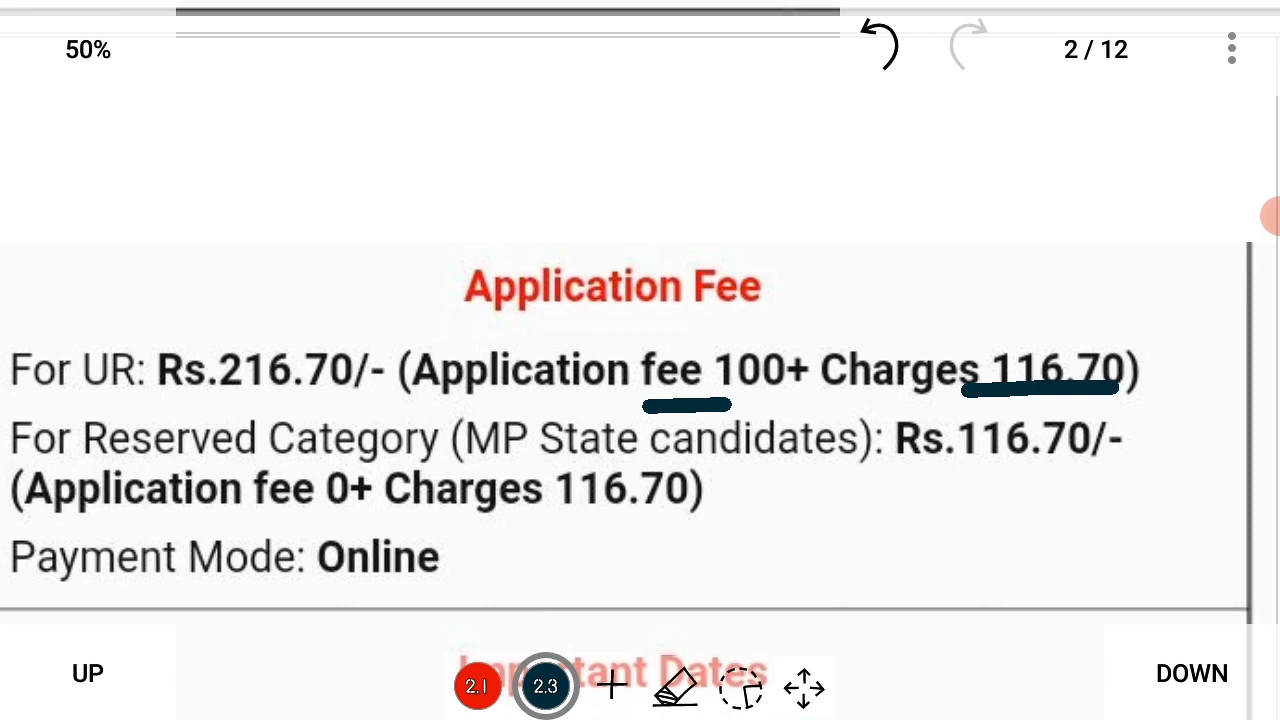 50%
2 / 12
Application Fee
For UR: Rs.216.70/- (Application fee 100+ Charges 116.70)
For Reserved Category (MP State candidates): Rs.116.70/-
(Application fee 0+ Charges 116.70)
Payment Mode: Online
Important Dates
UP
2.1
2.3
DOWN